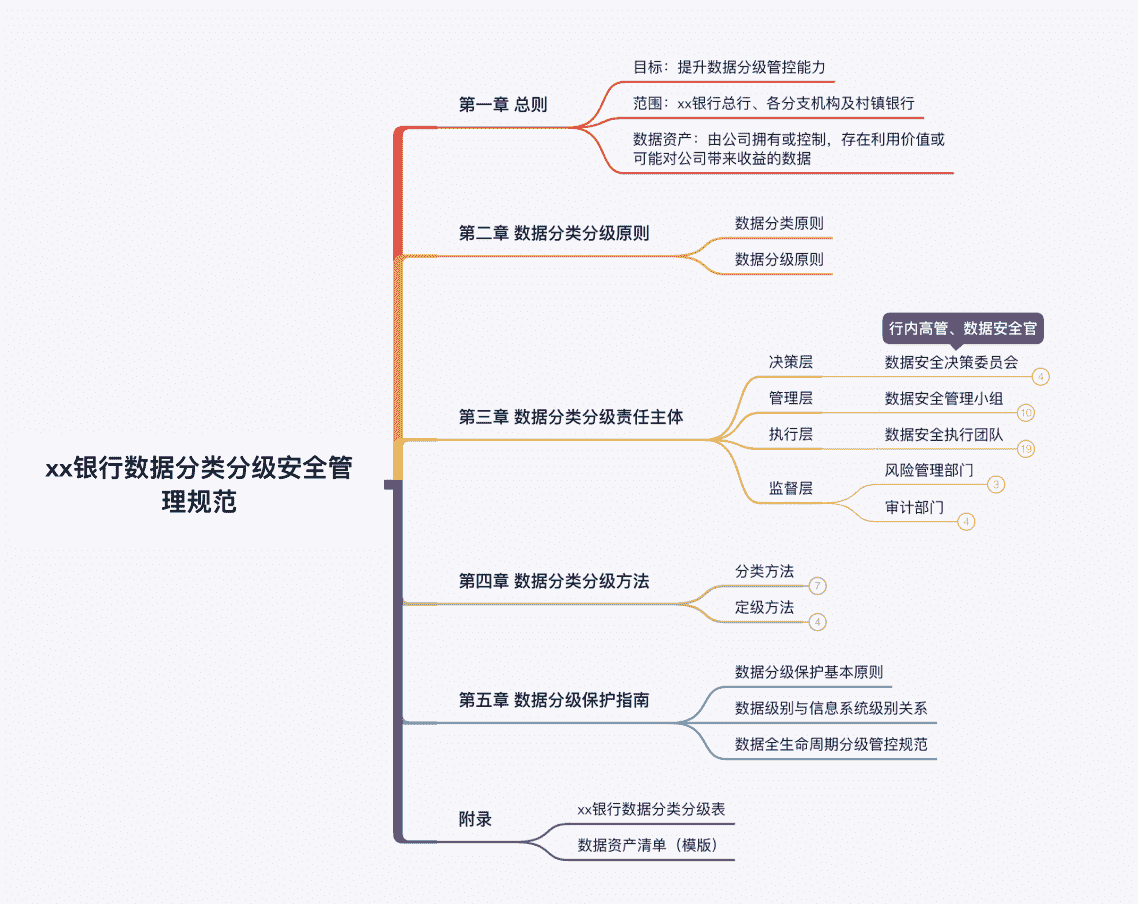 xx银行数据分类分级安全管
理规范
第一章 总则
目标：提升数据分级管控能力
范围：xx银行总行、各分支机构及村镇银行
数据资产：由公司拥有或控制，存在利用价值或
可能对公司带来收益的数据
第二章 数据分类分级原则
数据分类原则
数据分级原则
第三章 数据分类分级责任主体
行内高管、数据安全官
决策层
数据安全决策委员会
4
管理层
数据安全管理小组
10
执行层
数据安全执行团队
19
监督层
风险管理部门
3
审计部门
4
第四章 数据分类分级方法
分类方法
7
定级方法
4
第五章 数据分级保护指南
数据分级保护基本原则
数据级别与信息系统级别关系
数据全生命周期分级管控规范
附录
xx银行数据分类分级表
数据资产清单（模版）